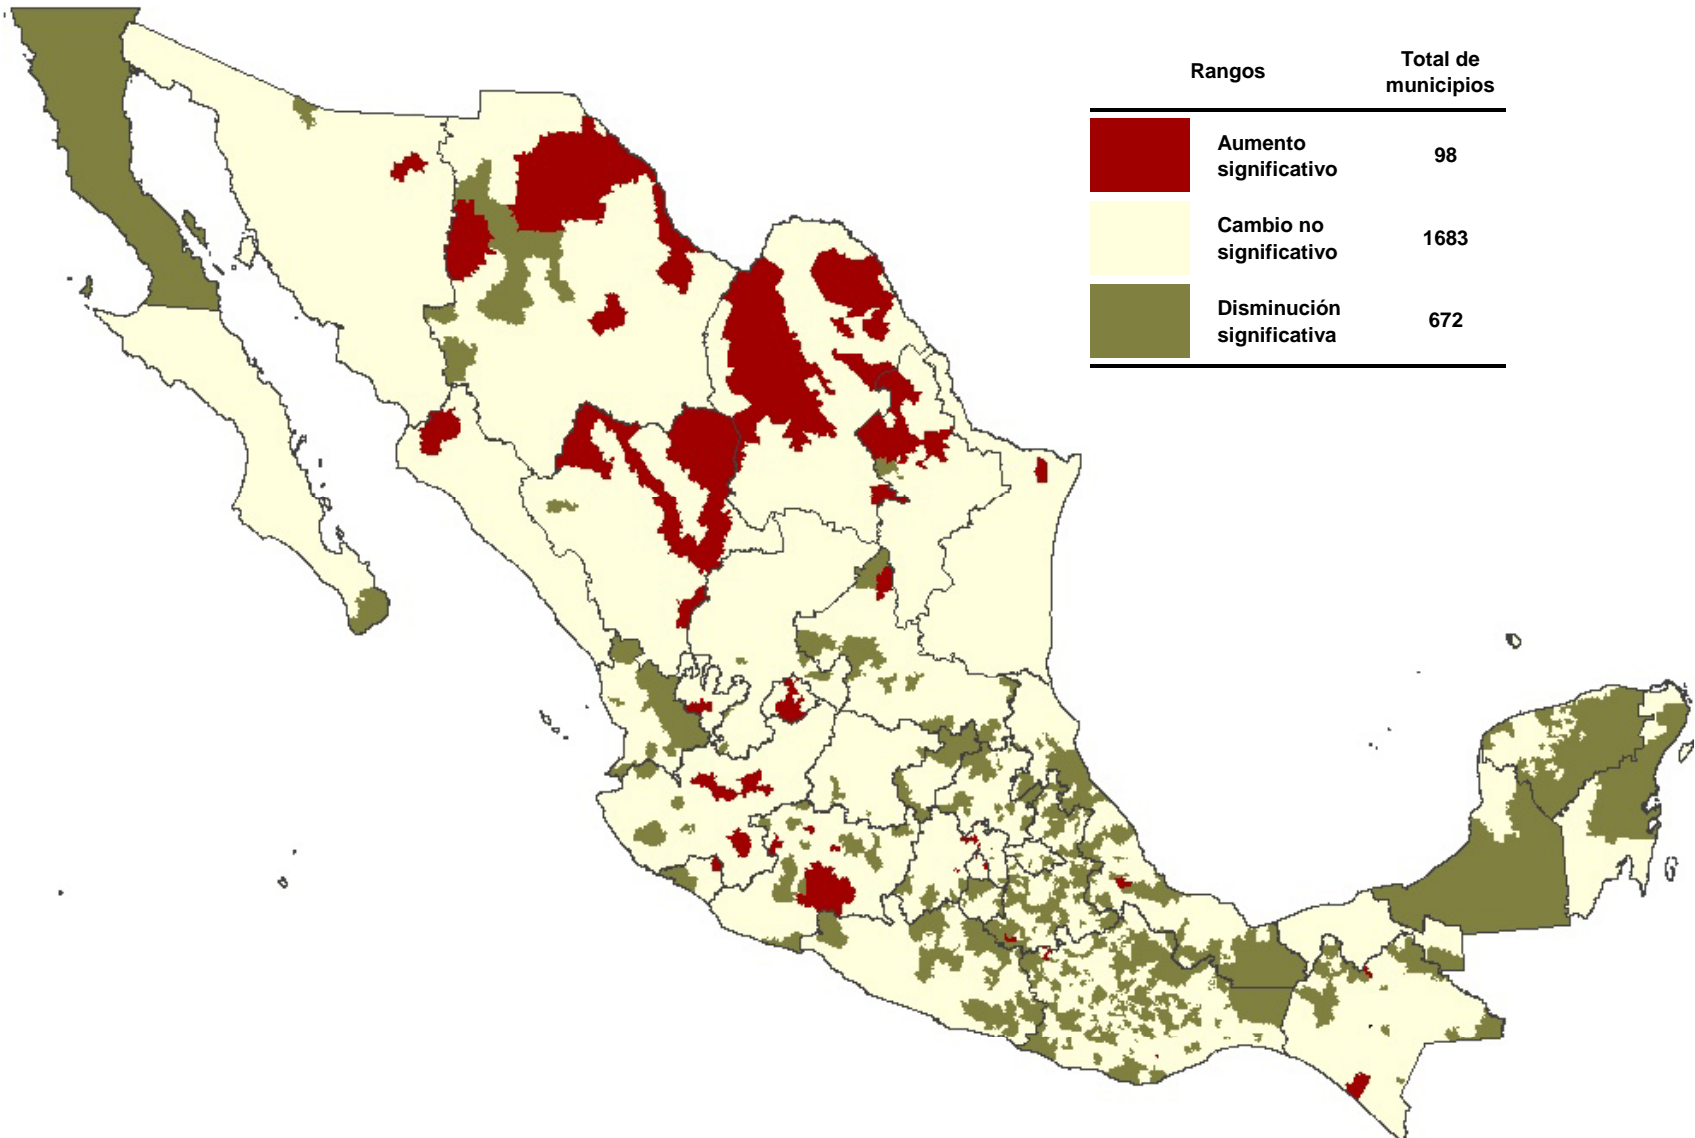 Rangos
Total de
municipios
Aumento
significativo
98
Cambio no
significativo
1683
Disminución
significativa
672